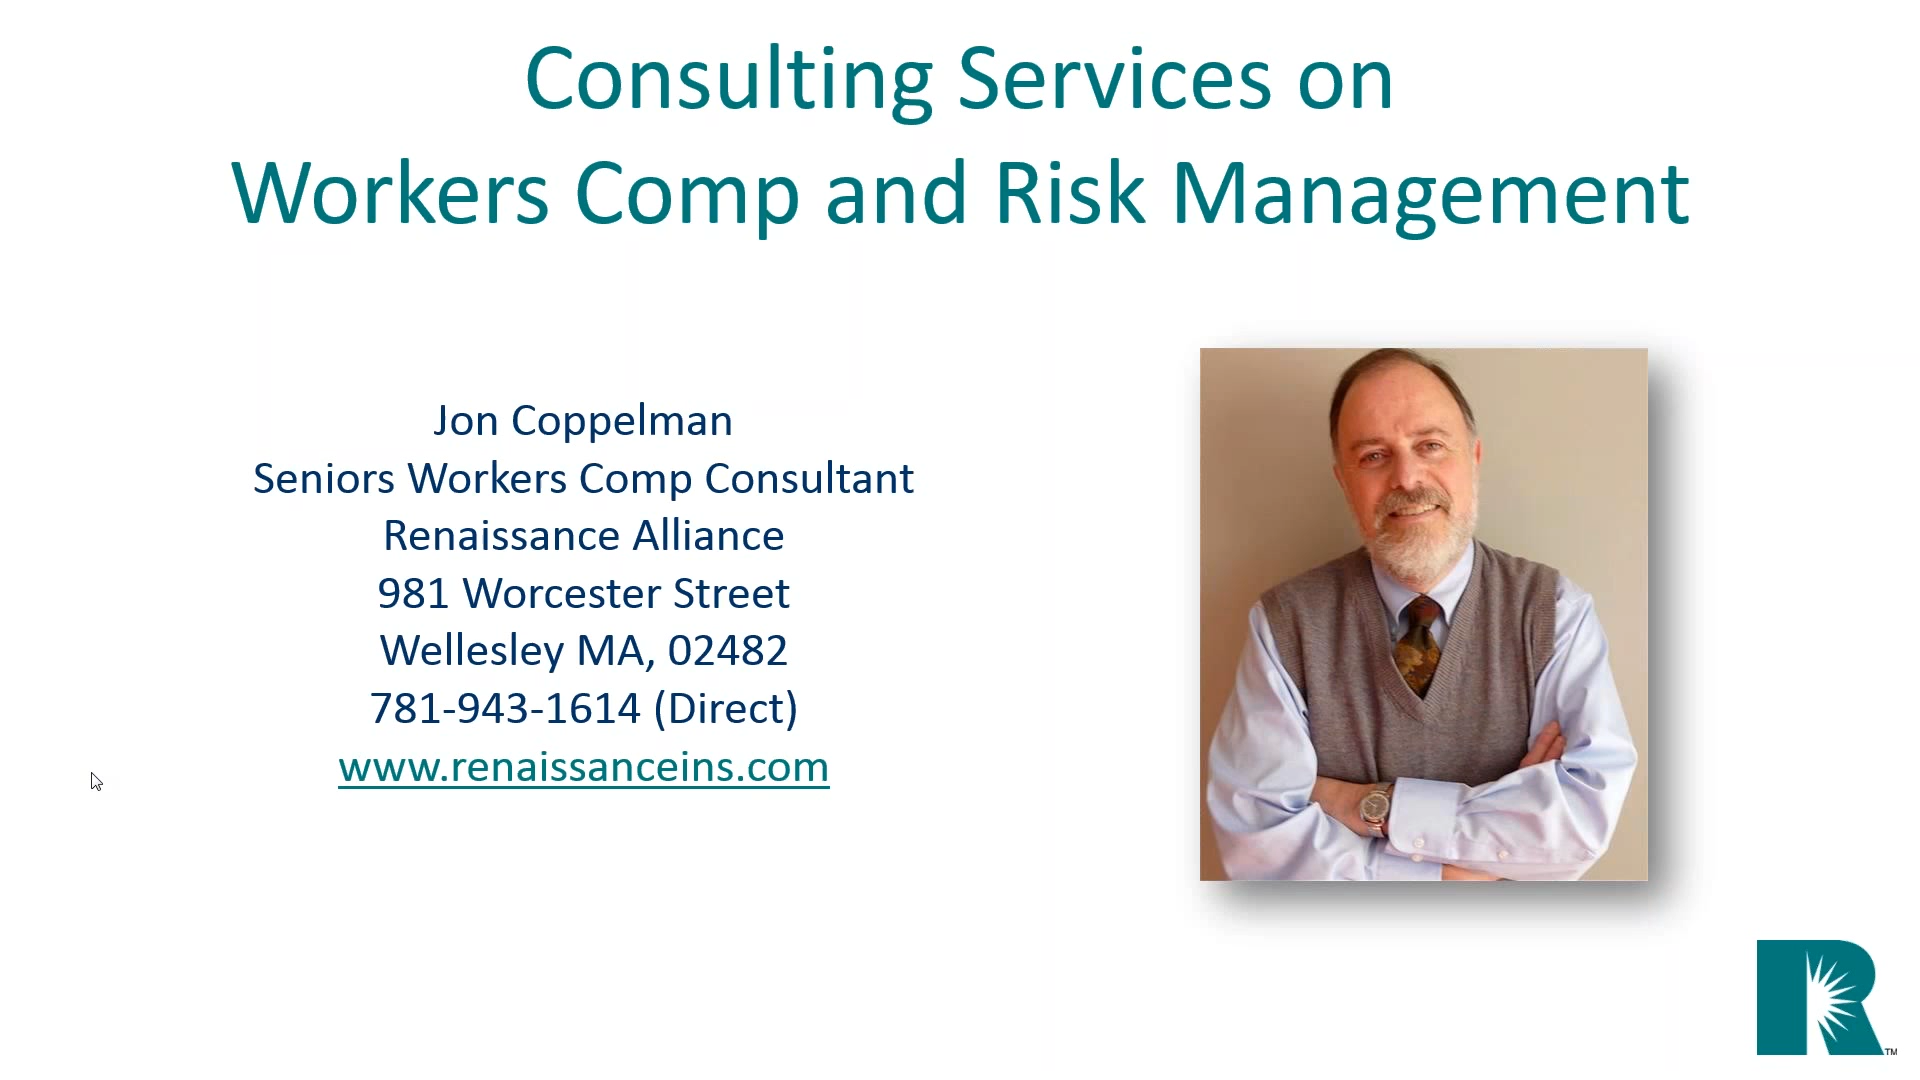 Consulting Services on
Workers Comp and Risk Management
Jon Coppelman
Seniors Workers Comp Consultant
Renaissance Alliance
981 Worcester Street
Wellesley MA, 02482
781-943-1614 (Direct)
www.renaissanceins.com
R
TM